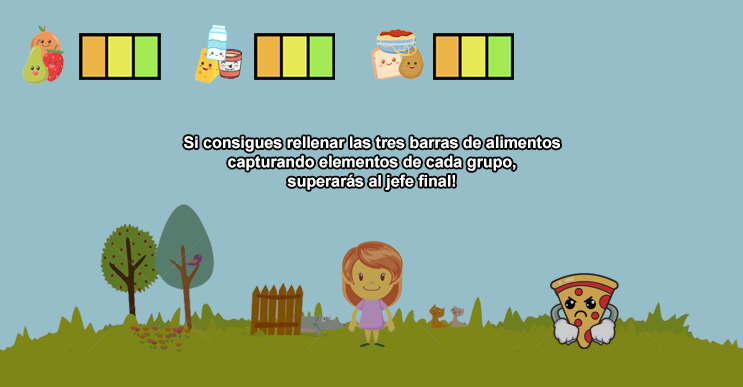 Si consigues rellenar las tres barras de alimentos
capturando elementos de cada grupo,
superarás al jefe final!